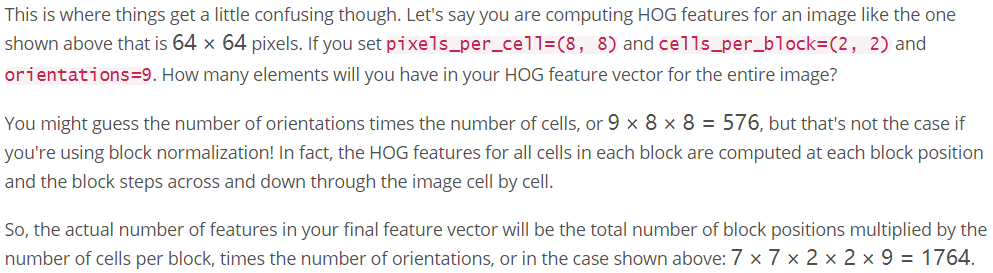 This is where things get a little confusing though. Let's say you are computing HOG features for an image like the one
shown above that is 64 × 64 pixels. If you set pixels_per_cell=(8, 8) and cells_per_block=(2, 2) and
orientations=9. How many elements will you have in your HOG feature vector for the entire image?
You might guess the number of orientations times the number of cells, or 9 × 8 × 8 = 576, but that's not the case if
you're using block normalization! In fact, the HOG features for all cells in each block are computed at each block position
and the block steps across and down through the image cell by cell.
So, the actual number of features in your final feature vector will be the total number of block positions multiplied by the
number of cells per block, times the number of orientations, or in the case shown above: 7 × 7 × 2 × 2 × 9 = 1764.